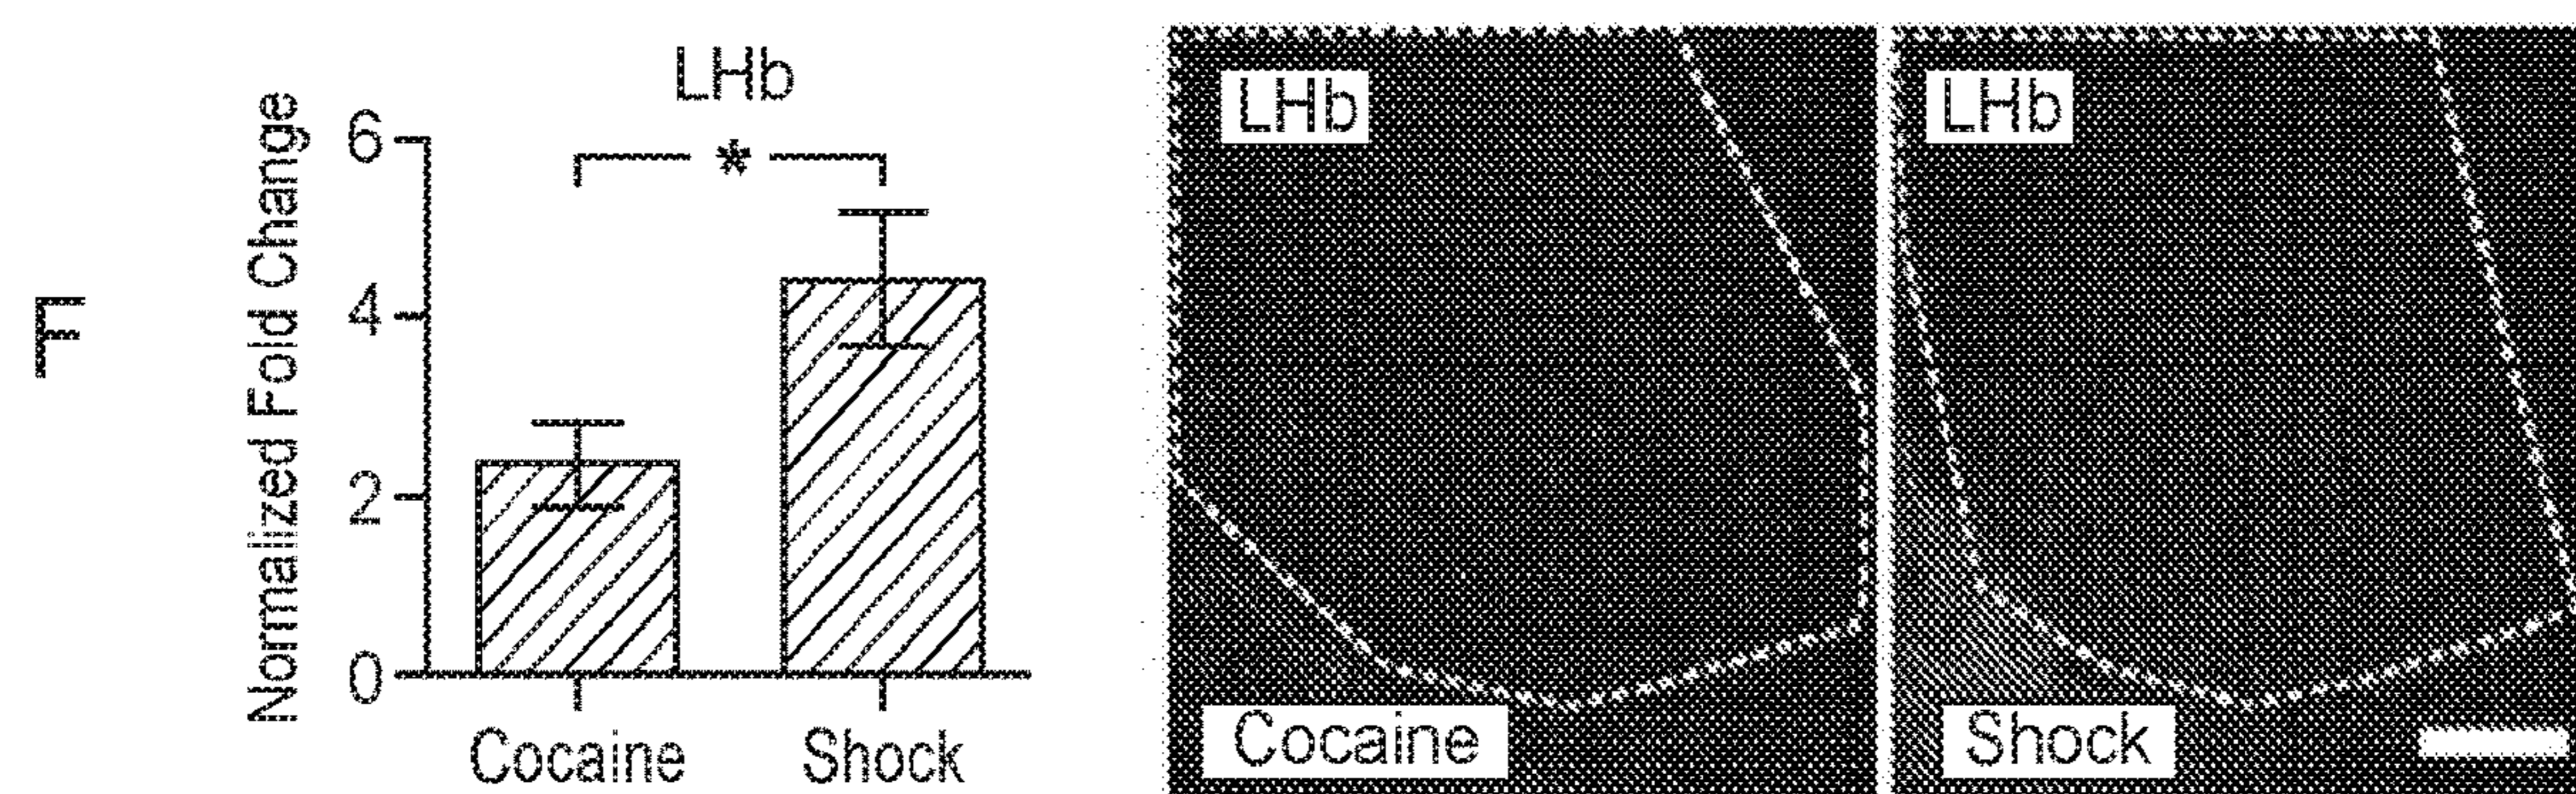 F
LHb
Normalized Fold Change
6
*
4
2
0
Cocaine
Shock
LHb
Cocaine
LHb
Shock